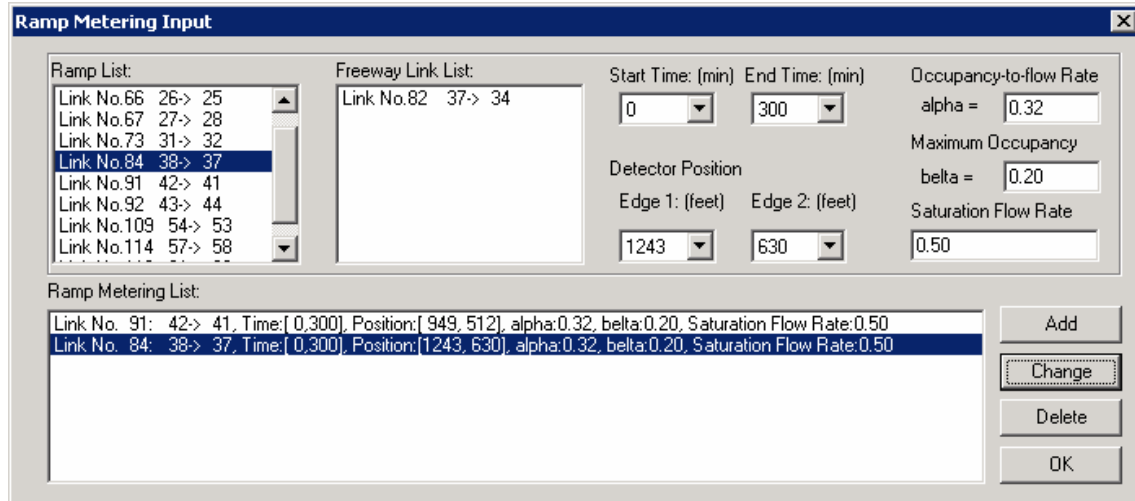 Ramp Metering Input
Ramp List:
Link No.66 26-> 25
Link No.67 27-> 28
Link No.73 31-> 32
Link No.84 38-> 37
Link No.91 42-> 41
Link No.92 43-> 44
Link No.109 54-> 53
Link No.114 57-> 58
Freeway Link List:
Link No.82 37-> 34
Start Time: (min) End Time: (min)
0 300
Detector Position
Edge 1: (feet) Edge 2: (feet)
1243 630
Occupancy-to-flow Rate
alpha = 0.32
Maximum Occupancy
belta = 0.20
Saturation Flow Rate
0.50
Ramp Metering List:
Link No. 91: 42-> 41, Time:[ 0,300], Position:[ 949, 512], alpha:0.32, belta:0.20, Saturation Flow Rate:0.50
Link No. 84: 38-> 37, Time:[ 0,300], Position:[1243, 630], alpha:0.32, belta:0.20, Saturation Flow Rate:0.50
Add
Change
Delete
OK